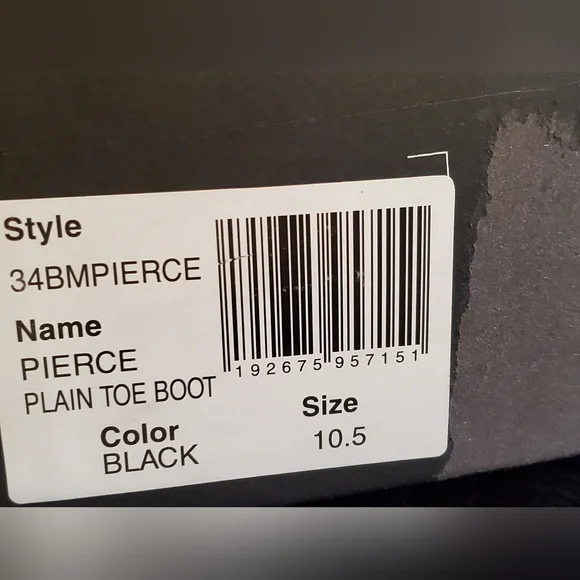 Style
34BMPIERCE
Name
PIERCE
PLAIN TOE BOOT
Color
BLACK
192675 957151
Size
10.5